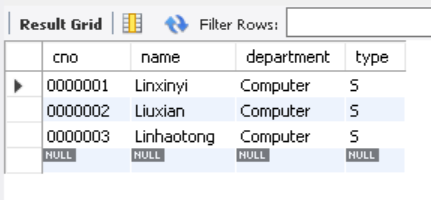 Result Grid Filter Rows:
cno name department type
0000001 Linxinyi Computer S
0000002 Liuxian Computer S
0000003 Linhaotong Computer S
NULL NULL NULL NULL